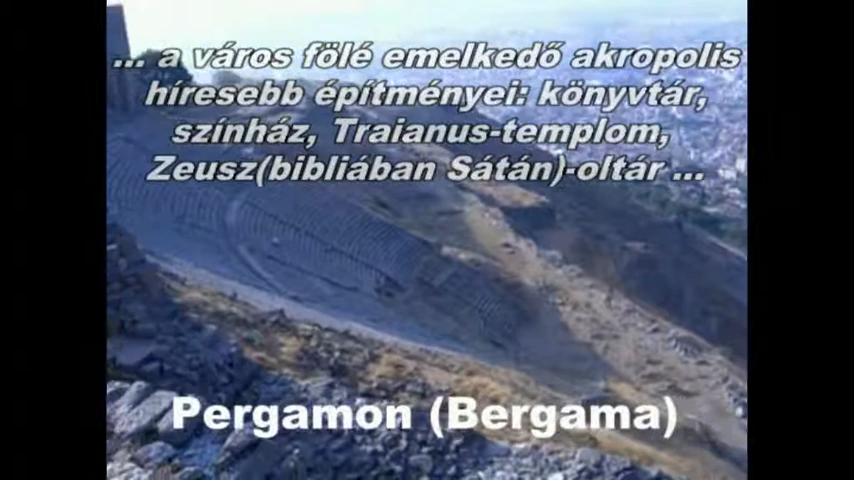 ... a város fölé emelkedő akropolis
híresebb építményei: könyvtár,
színház, Traianus-templom,
Zeusz(bibliában Sátán)-oltár ...
Pergamon (Bergama)